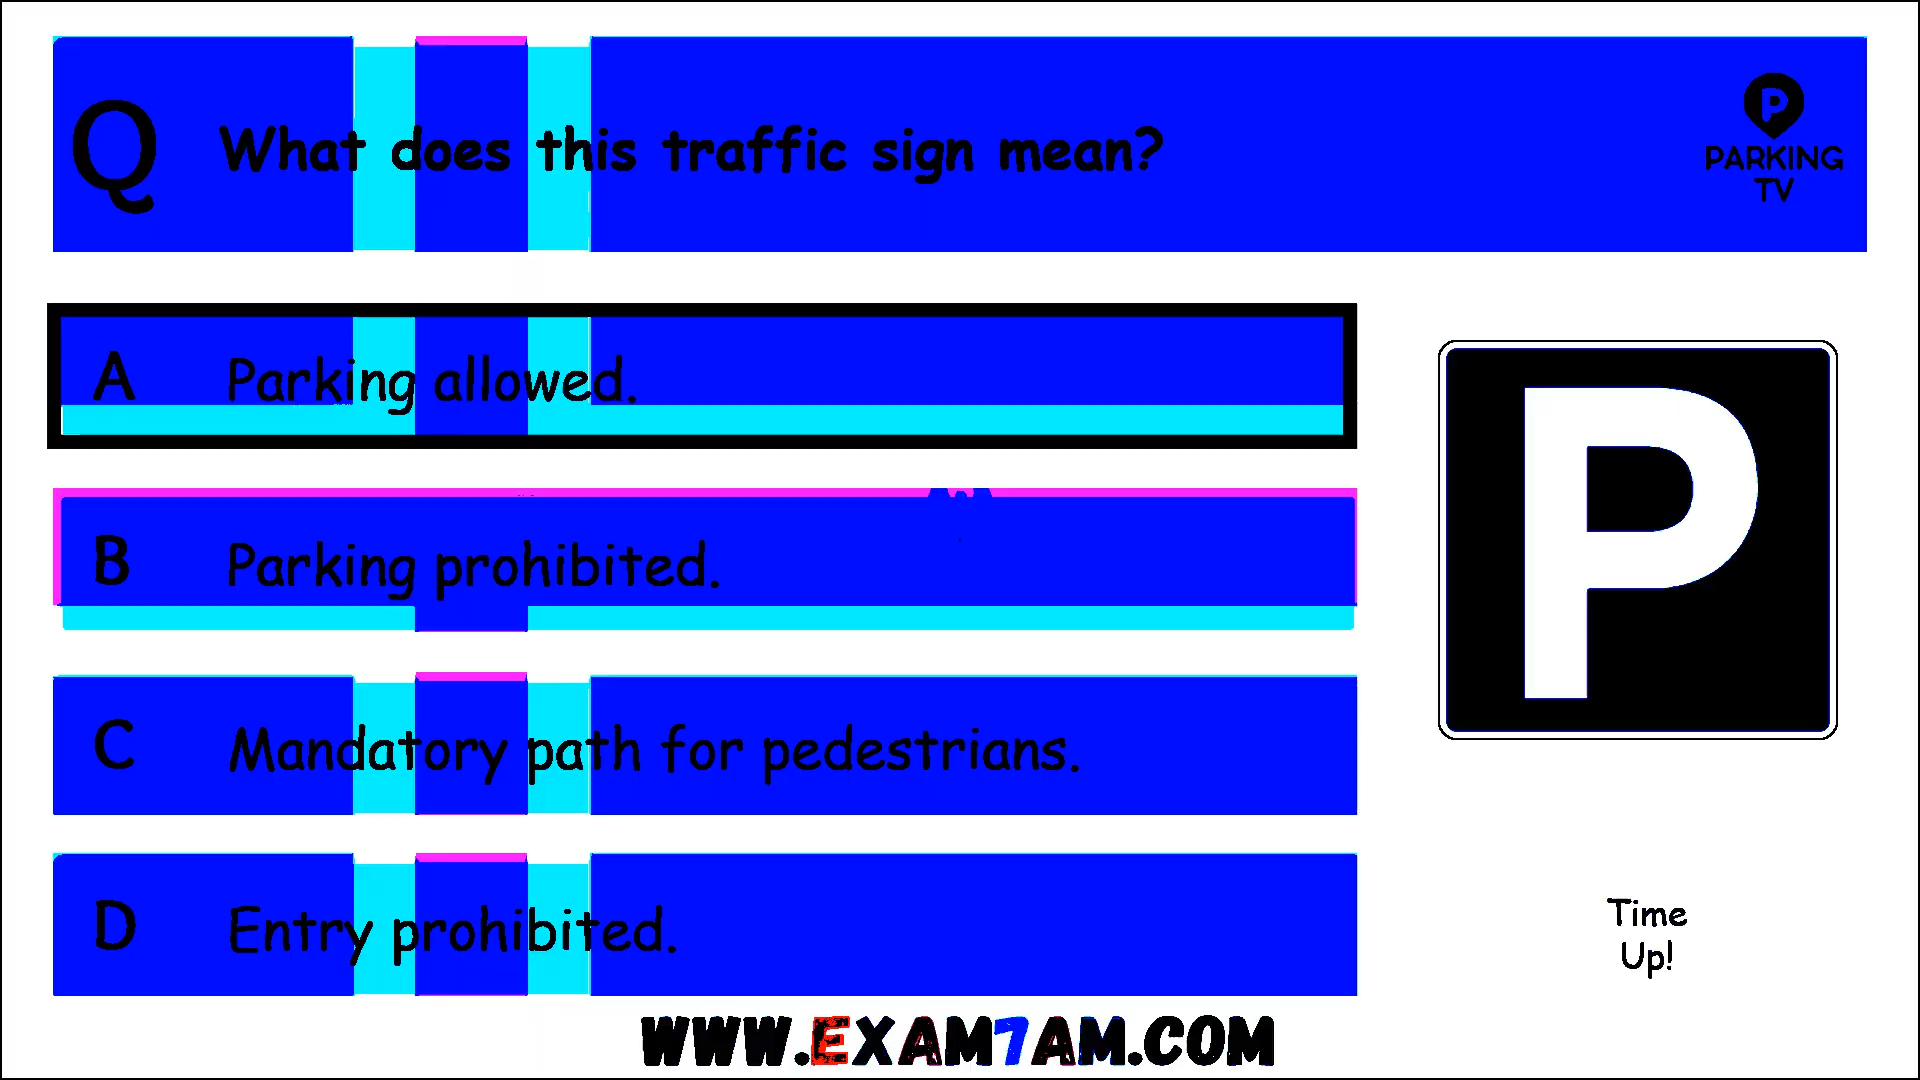 Q What does this traffic sign mean?
P
PARKING
TV
A Parking allowed.
B Parking prohibited.
C Mandatory path for pedestrians.
D Entry prohibited.
P
Time
Up!
WWW.EXAM7AM.COM